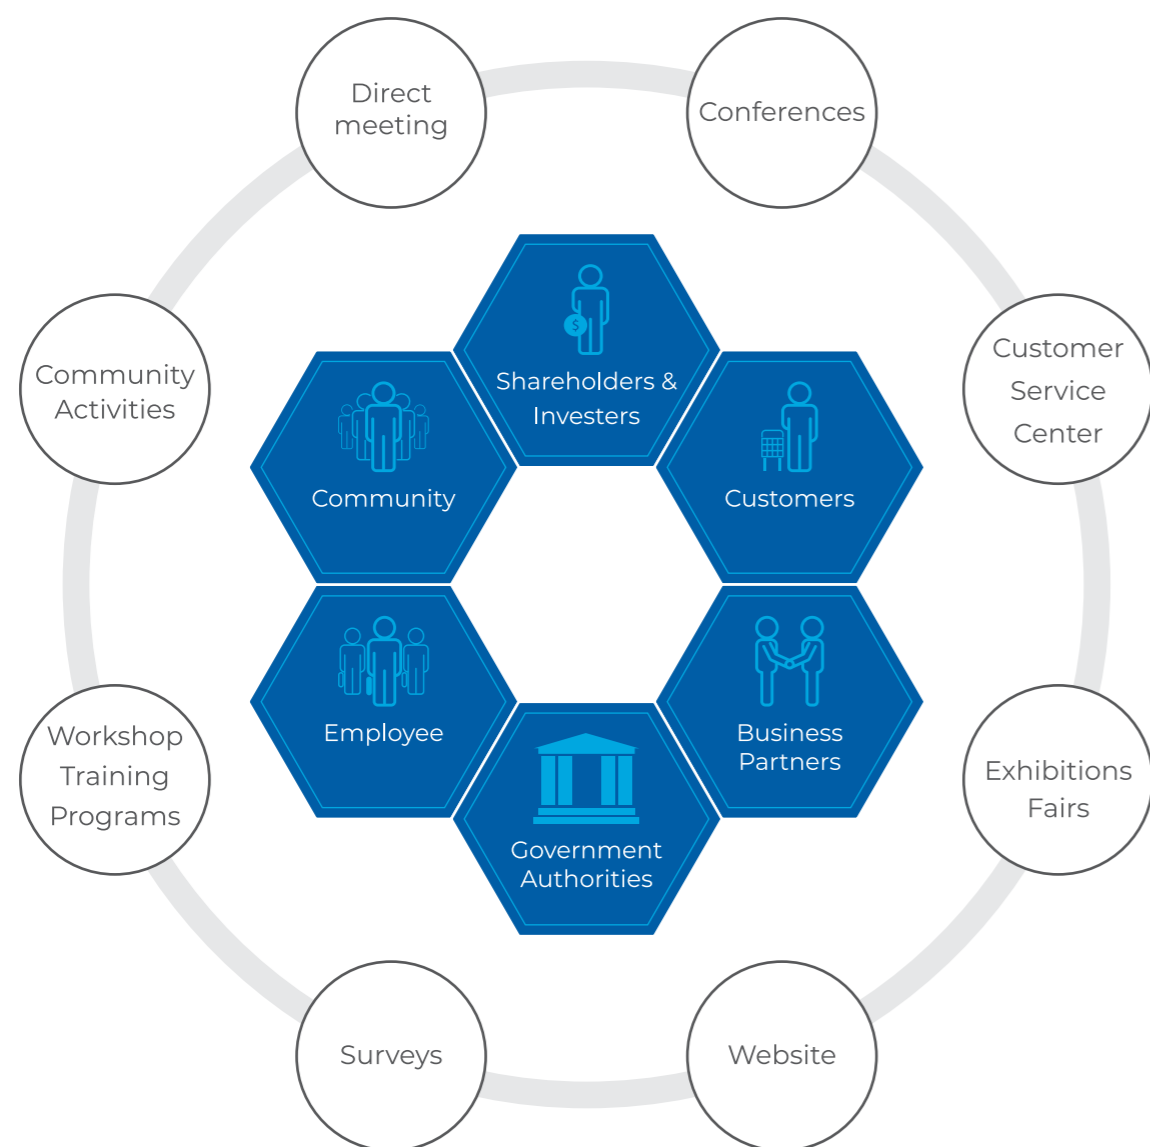 Direct
meeting
Conferences
Customer
Service
Center
Exhibitions
Fairs
Website
Surveys
Workshop
Training
Programs
Community
Activities
Shareholders &
Investers
$
Customers
Business
Partners
Government
Authorities
Employee
Community